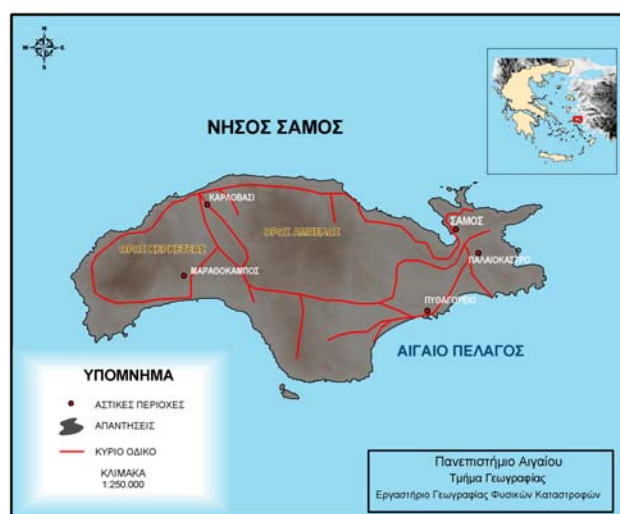 N
W E
S
ΝΗΣΟΣ ΣΑΜΟΣ
ΚΑΡΛΟΒΑΣΙ
ΣΑΜΟΣ
ΟΡΟΣ ΚΕΡΚΕΤΕΑΣ
ΟΡΟΣ ΑΜΠΕΛΟΣ
ΠΑΛΑΙΟΚΑΣΤΡΟ
ΜΑΡΑΘΟΚΑΜΠΟΣ
ΠΥΘΑΓΟΡΕΙΟ
ΑΙΓΑΙΟ ΠΕΛΑΓΟΣ
ΥΠΟΜΝΗΜΑ
ΑΣΤΙΚΕΣ ΠΕΡΙΟΧΕΣ
ΑΠΑΝΤΗΣΕΙΣ
ΚΥΡΙΟ ΟΔΙΚΟ
ΚΛΙΜΑΚΑ
1:250.000
Πανεπιστήμιο Αιγαίου
Τμήμα Γεωγραφίας
Εργαστήριο Γεωγραφίας Φυσικών Καταστροφών